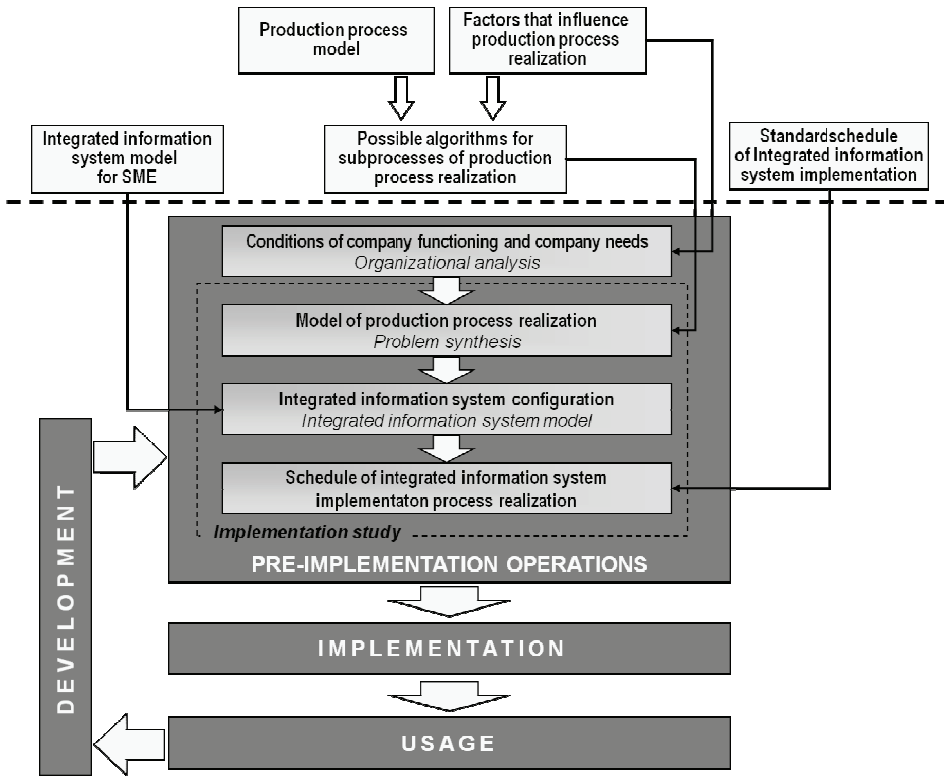 Production process
model
Factors that influence
production process
realization
Integrated information
system model
for SME
Possible algorithms for
subprocesses of production
process realization
Standardschedule
of Integrated information
system implementation
Conditions of company functioning and company needs
Organizational analysis
Model of production process realization
Problem synthesis
Integrated information system configuration
Integrated information system model
Schedule of integrated information system
implementaton process realization
Implementation study
PRE-IMPLEMENTATION OPERATIONS
DEVELOPMENT
IMPLEMENTATION
USAGE